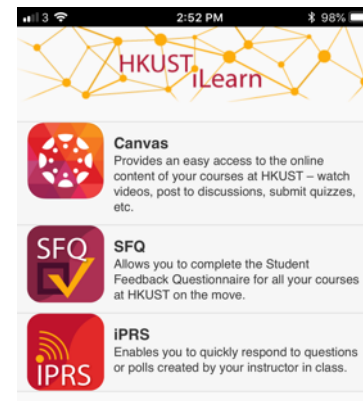 3 2:52 PM 98%
HKUST
iLearn
Canvas
Provides an easy access to the online
content of your courses at HKUST – watch
videos, post to discussions, submit quizzes,
etc.
SFQ
SFQ
Allows you to complete the Student
Feedback Questionnaire for all your courses
at HKUST on the move.
iPRS
iPRS
Enables you to quickly respond to questions
or polls created by your instructor in class.